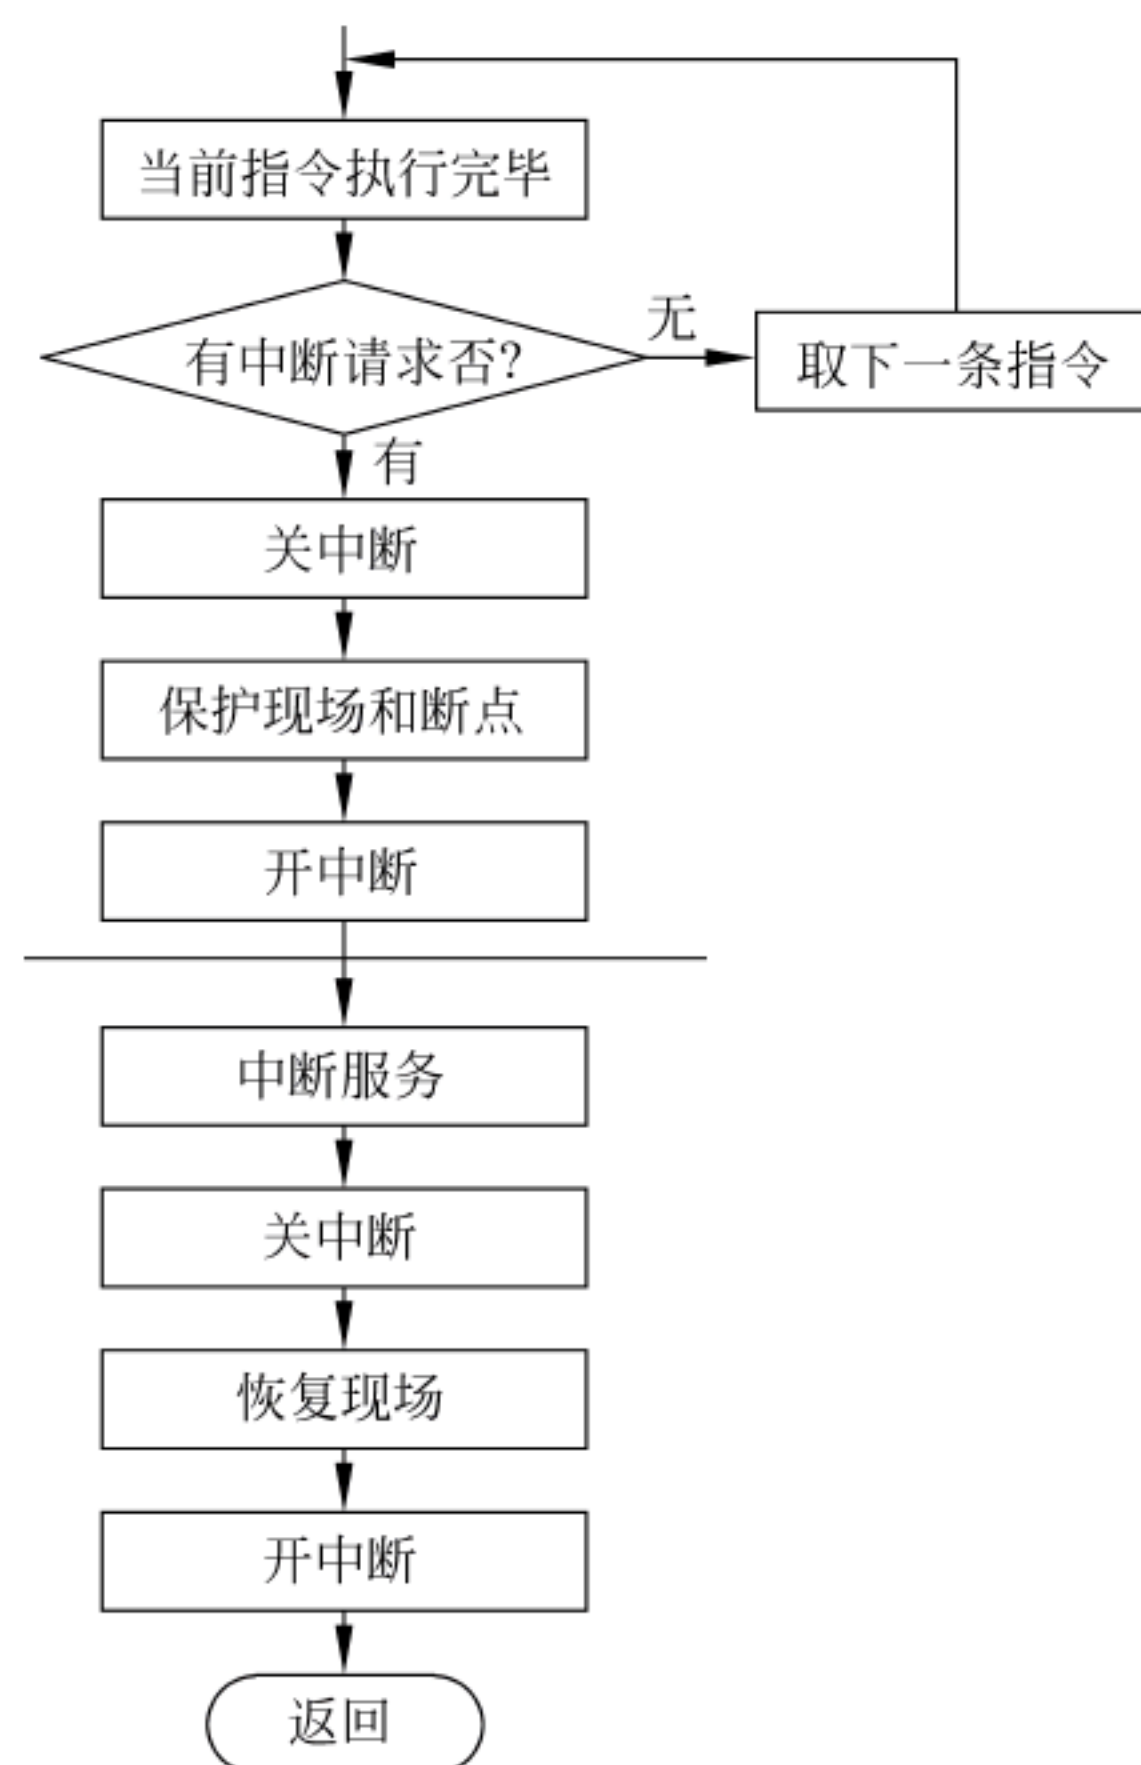 当前指令执行完毕
有中断请求否?
无
取下一条指令
有
关中断
保护现场和断点
开中断
中断服务
关中断
恢复现场
开中断
返回